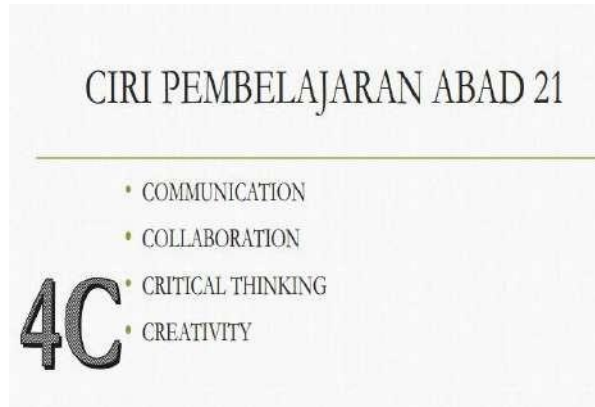 CIRI PEMBELAJARAN ABAD 21
• COMMUNICATION
• COLLABORATION
• CRITICAL THINKING
• CREATIVITY
4C